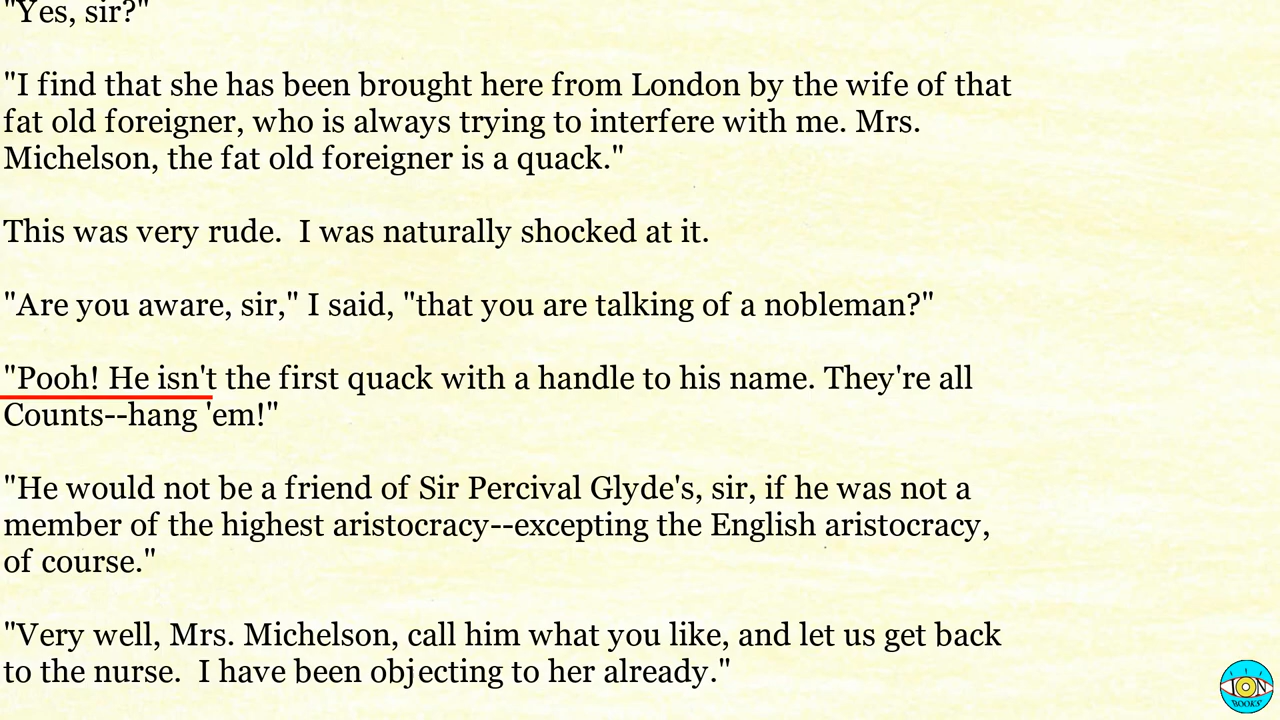 "Yes, sir?"
"I find that she has been brought here from London by the wife of that
fat old foreigner, who is always trying to interfere with me. Mrs.
Michelson, the fat old foreigner is a quack."
This was very rude.  I was naturally shocked at it.
"Are you aware, sir," I said, "that you are talking of a nobleman?"
"Pooh! He isn't the first quack with a handle to his name. They're all
Counts--hang 'em!"
"He would not be a friend of Sir Percival Glyde's, sir, if he was not a
member of the highest aristocracy--excepting the English aristocracy,
of course."
"Very well, Mrs. Michelson, call him what you like, and let us get back
to the nurse.  I have been objecting to her already."
ION
BOOKS